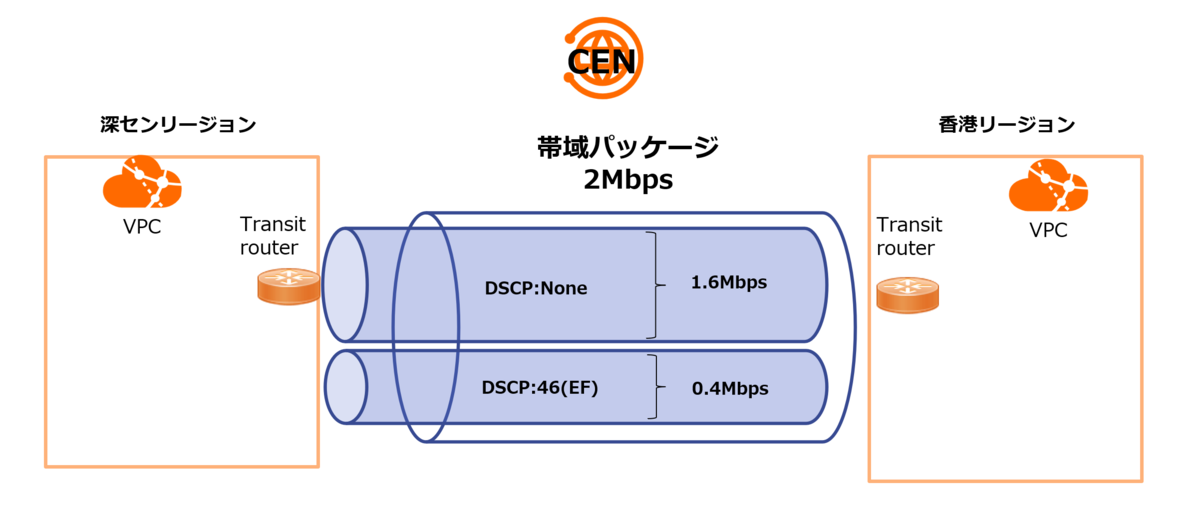 CEN
深センリージョン
香港リージョン
帯域パッケージ
2Mbps
VPC
Transit
router
Transit
router
VPC
DSCP:None
1.6Mbps
DSCP:46(EF)
0.4Mbps